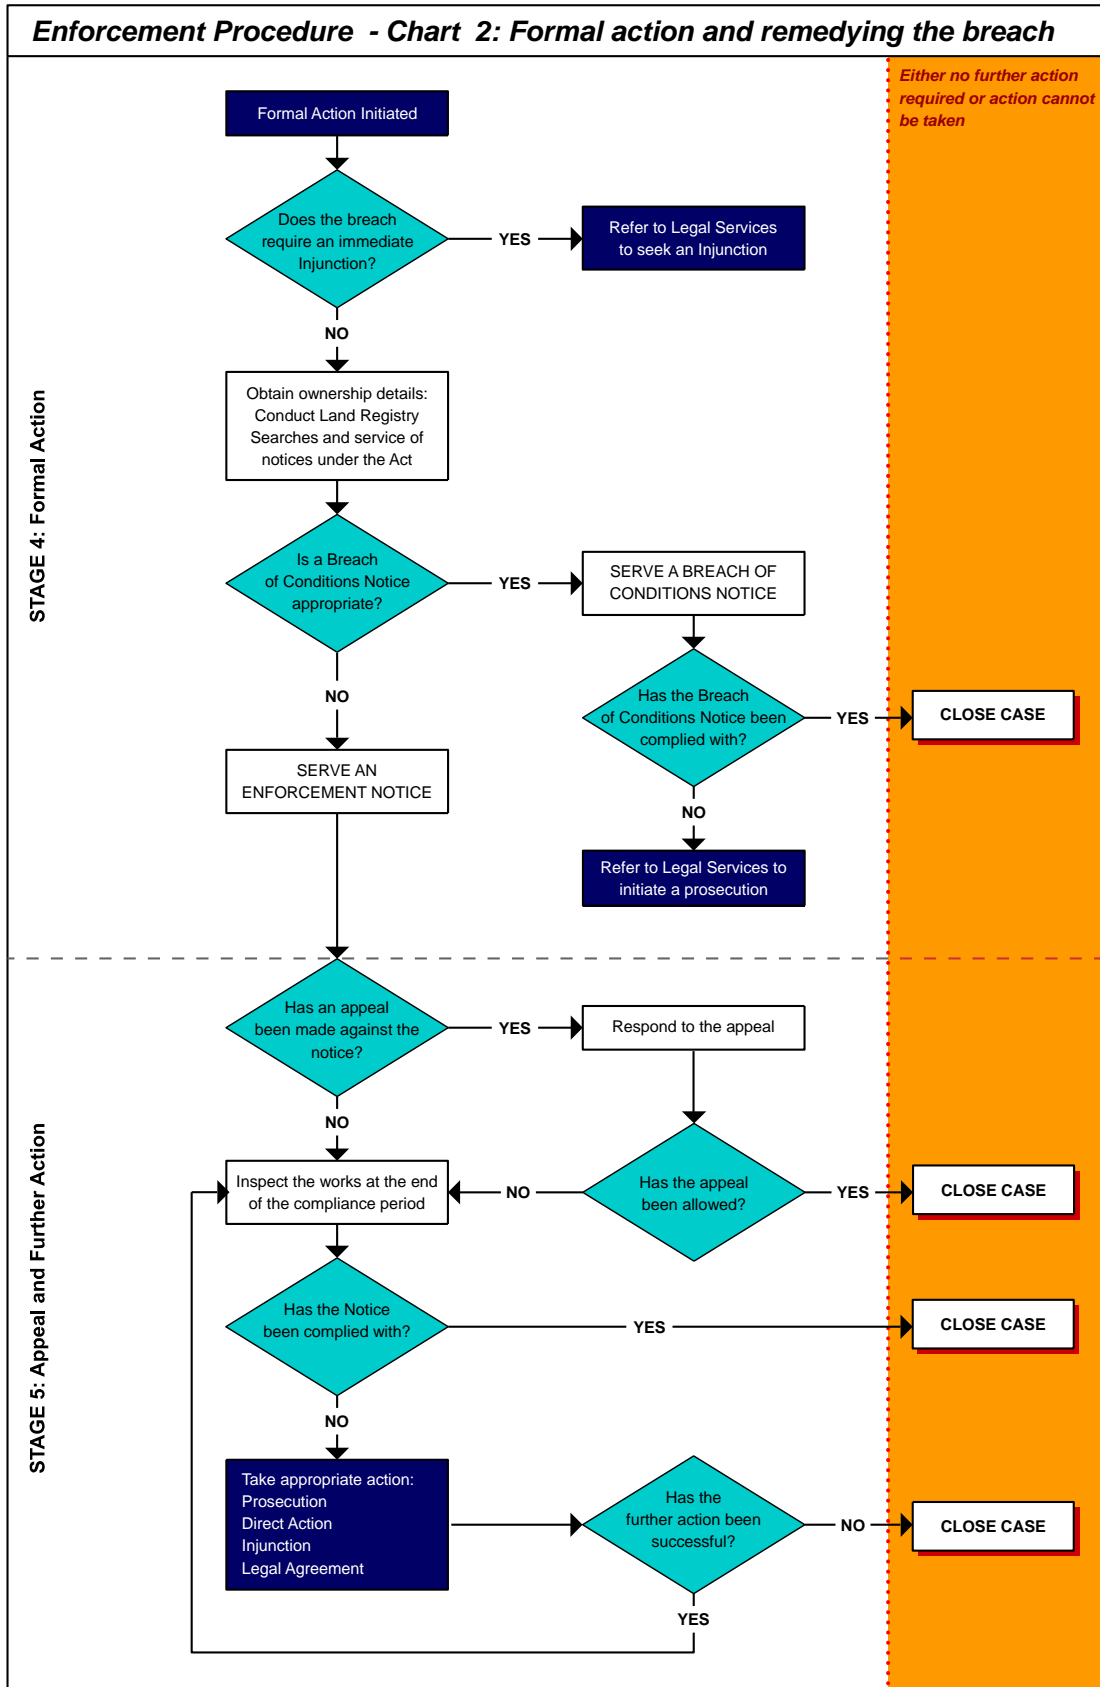 Enforcement Procedure - Chart 2: Formal action and remedying the breach
Either no further action
required or action cannot
be taken
STAGE 4: Formal Action
Formal Action Initiated
Does the breach
require an immediate
Injunction?
YES
Refer to Legal Services
to seek an Injunction
NO
Obtain ownership details:
Conduct Land Registry
Searches and service of
notices under the Act
Is a Breach
of Conditions Notice
appropriate?
YES
SERVE A BREACH OF
CONDITIONS NOTICE
NO
Has the Breach
of Conditions Notice been
complied with?
YES
CLOSE CASE
SERVE AN
ENFORCEMENT NOTICE
NO
Refer to Legal Services to
initiate a prosecution
STAGE 5: Appeal and Further Action
Has an appeal
been made against the
notice?
YES
Respond to the appeal
NO
Inspect the works at the end
of the compliance period
NO
Has the appeal
been allowed?
YES
CLOSE CASE
Has the Notice
been complied with?
YES
CLOSE CASE
NO
Take appropriate action:
Prosecution
Direct Action
Injunction
Legal Agreement
Has the
further action been
successful?
NO
CLOSE CASE
YES